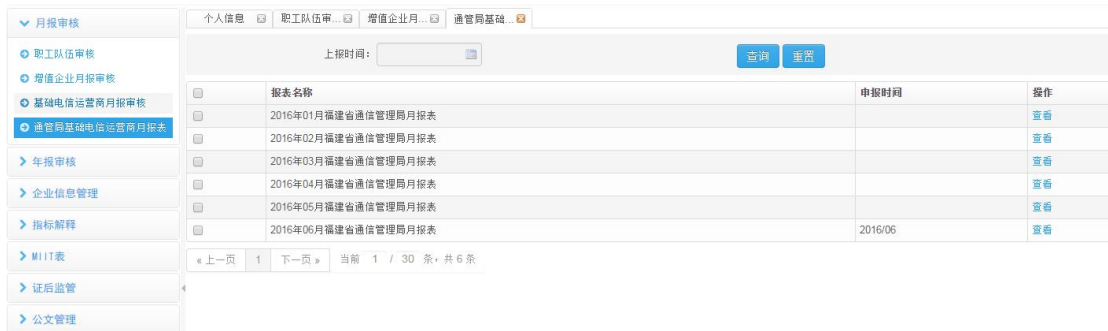 月报审核
职工队伍审核
增值企业月报审核
基础电信运营商月报审核
通管局基础电信运营商月报表
年报审核
企业信息管理
指标解释
MIIT表
证后监管
公文管理
个人信息 职工队伍审... 增值企业月... 通管局基础...
上报时间： 查询 重置
报表名称 申报时间 操作
2016年01月福建省通信管理局月报表 查看
2016年02月福建省通信管理局月报表 查看
2016年03月福建省通信管理局月报表 查看
2016年04月福建省通信管理局月报表 查看
2016年05月福建省通信管理局月报表 查看
2016年06月福建省通信管理局月报表 2016/06 查看
« 上一页 1 下一页 » 当前 1 / 30 条，共 6 条